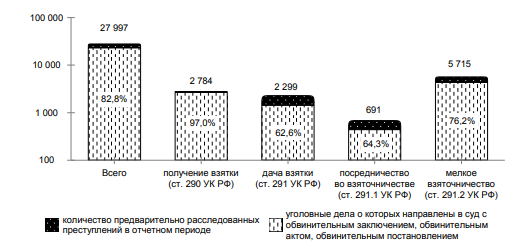 100 000
10 000
1 000
100
27 997
2 784
2 299
691
5 715
82,8%
97,0%
62,6%
64,3%
76,2%
Всего
получение взятки
(ст. 290 УК РФ)
дача взятки
(ст. 291 УК РФ)
посредничество
во взяточничестве
(ст. 291.1 УК РФ)
мелкое
взяточничество
(ст. 291.2 УК РФ)
количество предварительно расследованных
преступлений в отчетном периоде
уголовные дела о которых направлены в суд с
обвинительным заключением, обвинительным
актом, обвинительным постановлением